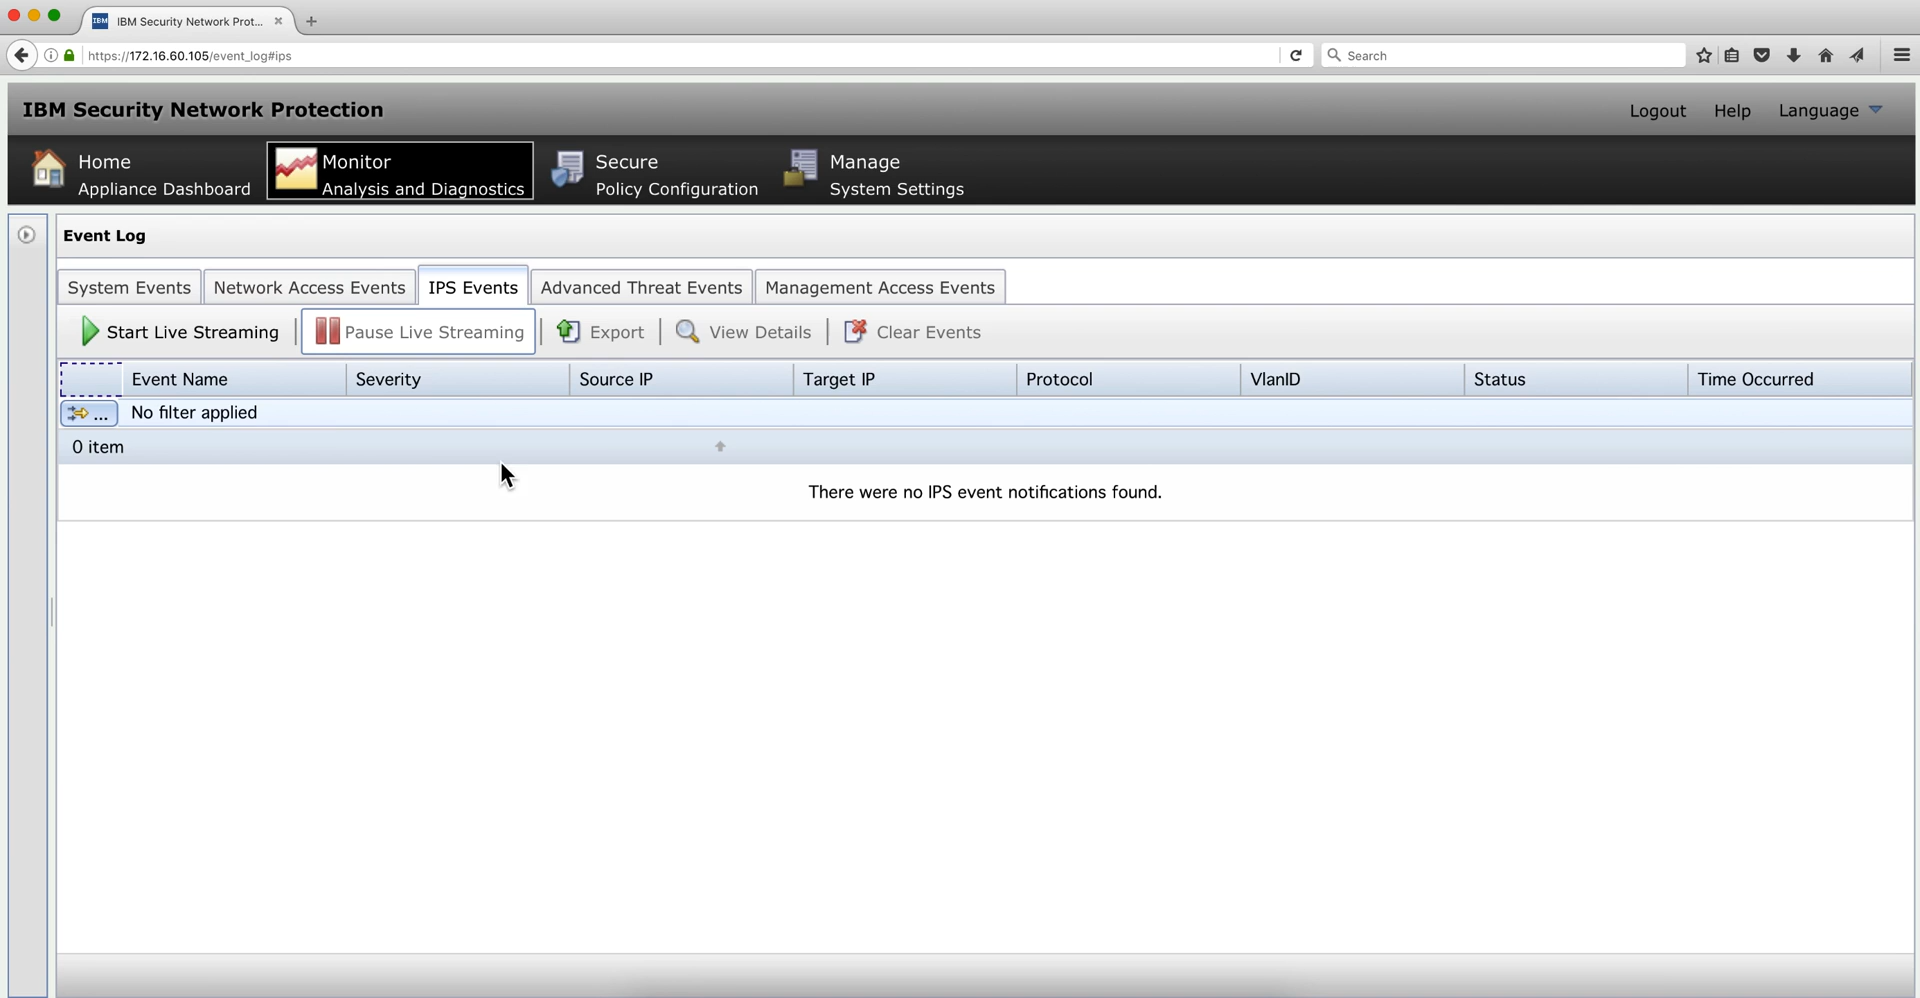 IBM IBM Security Network Prot...
https://172.16.60.105/event_log#ips
Search
IBM Security Network Protection
Logout Help Language
Home
Appliance Dashboard
Monitor
Analysis and Diagnostics
Secure
Policy Configuration
Manage
System Settings
Event Log
System Events Network Access Events IPS Events Advanced Threat Events Management Access Events
Start Live Streaming Pause Live Streaming Export View Details Clear Events
Event Name Severity Source IP Target IP Protocol VlanID Status Time Occurred
... No filter applied
0 item
There were no IPS event notifications found.